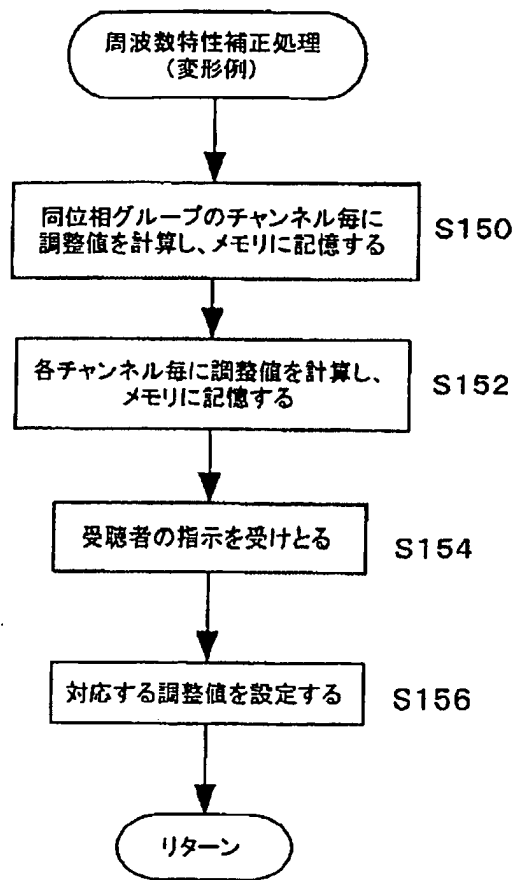 周波数特性補正処理
(変形例)
同位相グループのチャンネル毎に
調整値を計算し、メモリに記憶する
S150
各チャンネル毎に調整値を計算し、
メモリに記憶する
S152
受聴者の指示を受けとる
S154
対応する調整値を設定する
S156
リターン